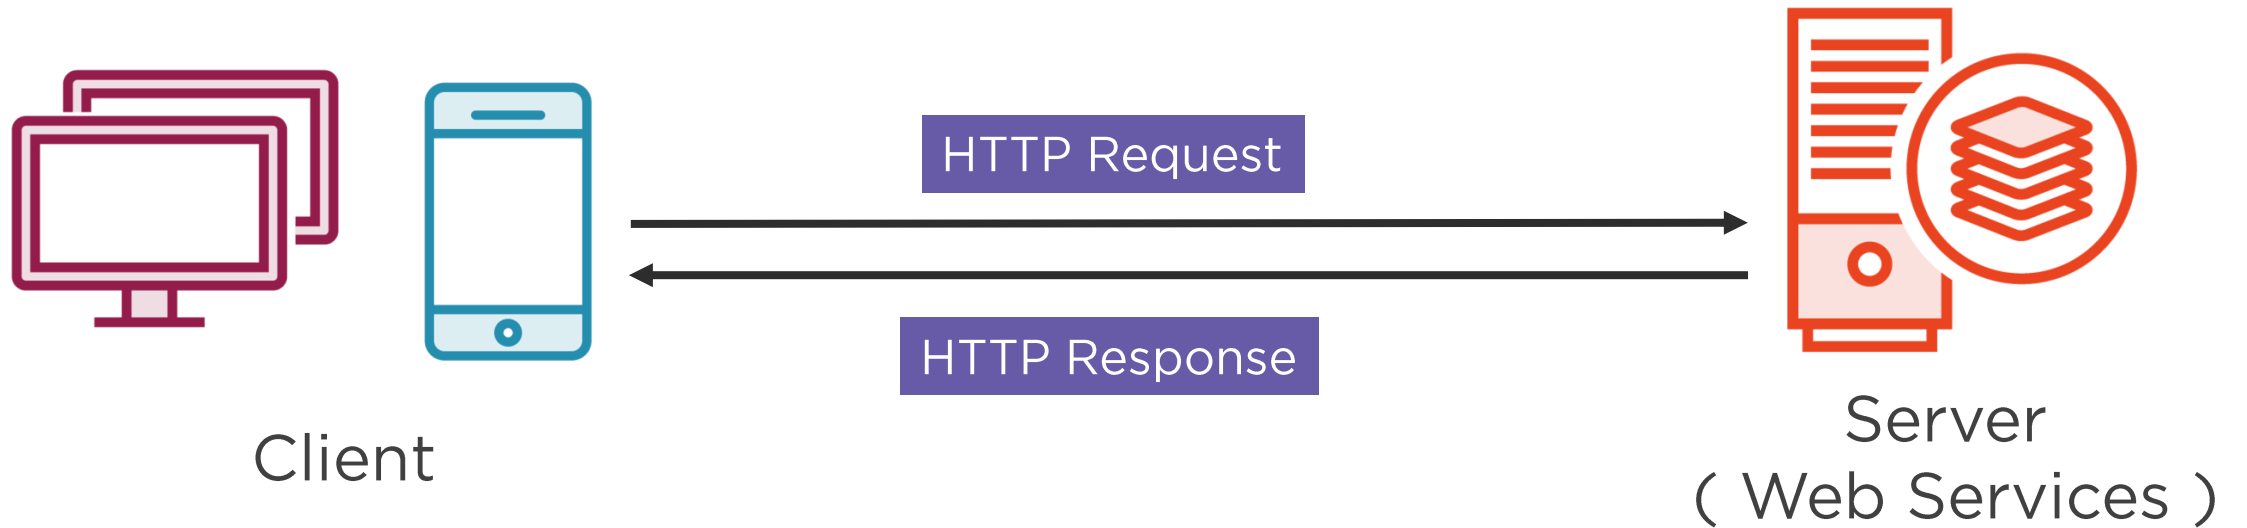 HTTP Request
HTTP Response
Client
Server
( Web Services )